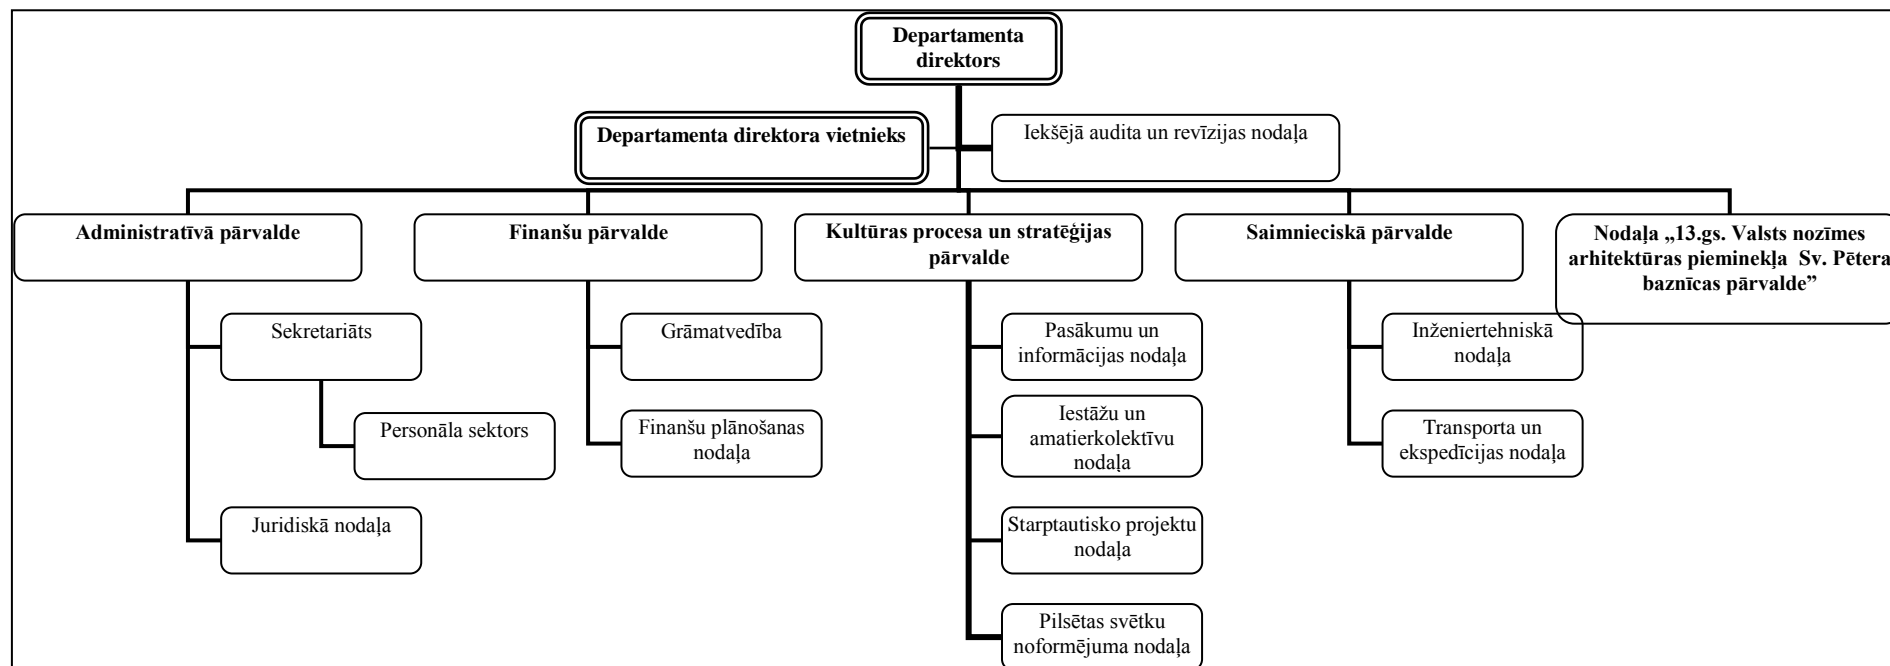 Departamenta
direktors
Departamenta direktora vietnieks
Iekšējā audita un revīzijas nodaļa
Administratīvā pārvalde
Finanšu pārvalde
Kultūras procesa un stratēģijas
pārvalde
Saimnieciskā pārvalde
Nodaļa „13.gs. Valsts nozīmes
arhitektūras pieminekļa Sv. Pētera
baznīcas pārvalde”
Sekretariāts
Personāla sektors
Juridiskā nodaļa
Grāmatvedība
Finanšu plānošanas
nodaļa
Pasākumu un
informācijas nodaļa
Iestāžu un
amatierkolektīvu
nodaļa
Starptautisko projektu
nodaļa
Pilsētas svētku
noformējuma nodaļa
Inženiertehniskā
nodaļa
Transporta un
ekspedīcijas nodaļa